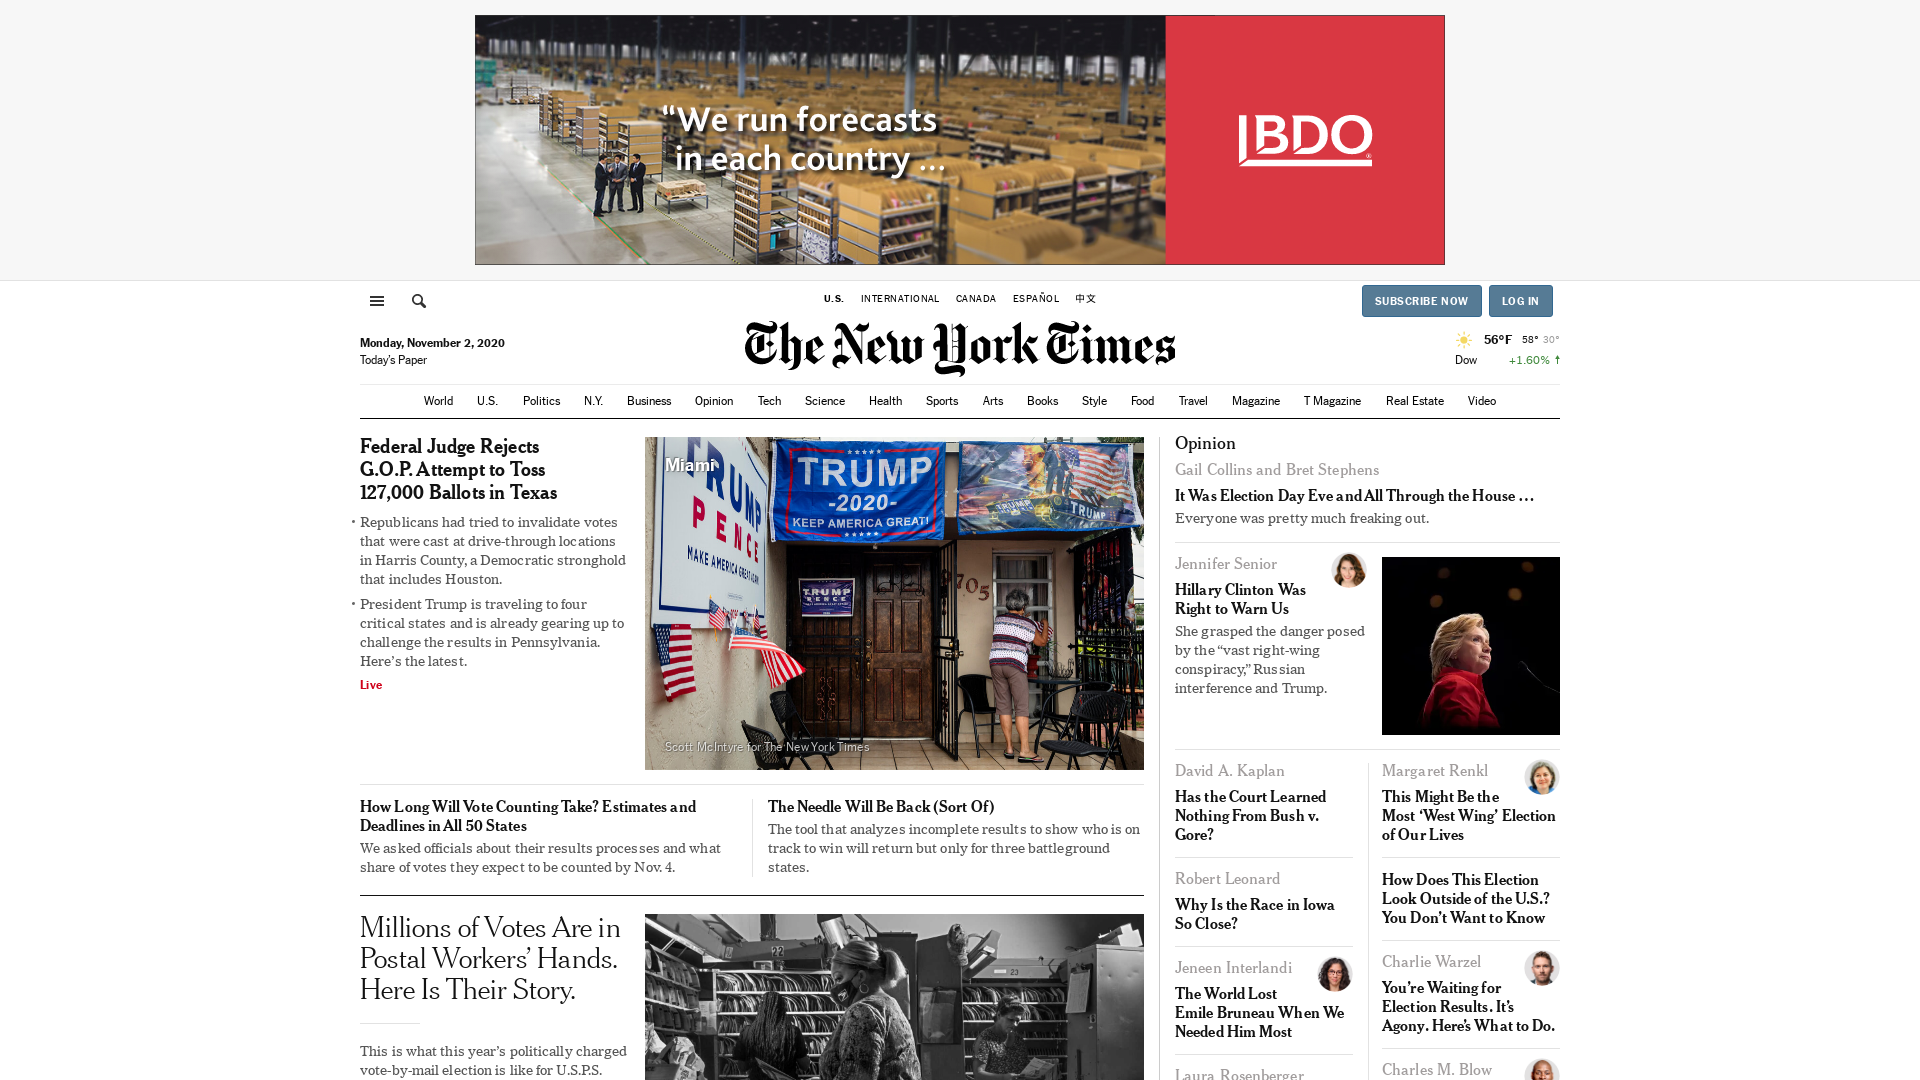 "We run forecasts
in each country ...
BDO
U.S.
INTERNATIONAL
CANADA
ESPAÑOL
中文
SUBSCRIBE NOW
LOG IN
Monday, November 2, 2020
Today's Paper
The New York Times
56°F 58° 30°
Dow +1.60% ↑
World
U.S.
Politics
N.Y.
Business
Opinion
Tech
Science
Health
Sports
Arts
Books
Style
Food
Travel
Magazine
T Magazine
Real Estate
Video
Federal Judge Rejects
G.O.P. Attempt to Toss
127,000 Ballots in Texas
• Republicans had tried to invalidate votes
that were cast at drive-through locations
in Harris County, a Democratic stronghold
that includes Houston.
• President Trump is traveling to four
critical states and is already gearing up to
challenge the results in Pennsylvania.
Here's the latest.
Live
Miami
TRUMP
PENCE
MAKE AMERICA GREAT AGAIN!
TRUMP
-2020-
KEEP AMERICA GREAT!
TRUMP
TRUMP
PENCE
9705
Scott McIntyre for The New York Times
How Long Will Vote Counting Take? Estimates and
Deadlines in All 50 States
We asked officials about their results processes and what
share of votes they expect to be counted by Nov. 4.
The Needle Will Be Back (Sort Of)
The tool that analyzes incomplete results to show who is on
track to win will return but only for three battleground
states.
Millions of Votes Are in
Postal Workers' Hands.
Here Is Their Story.
This is what this year's politically charged
vote-by-mail election is like for U.S.P.S.
22
23
Opinion
Gail Collins and Bret Stephens
It Was Election Day Eve and All Through the House …
Everyone was pretty much freaking out.
Jennifer Senior
Hillary Clinton Was
Right to Warn Us
She grasped the danger posed
by the “vast right-wing
conspiracy,” Russian
interference and Trump.
David A. Kaplan
Has the Court Learned
Nothing From Bush v.
Gore?
Robert Leonard
Why Is the Race in Iowa
So Close?
Jeneen Interlandi
The World Lost
Emile Bruneau When We
Needed Him Most
Laura Rosenberger
Margaret Renkl
This Might Be the
Most ‘West Wing’ Election
of Our Lives
How Does This Election
Look Outside of the U.S.?
You Don't Want to Know
Charlie Warzel
You're Waiting for
Election Results. It's
Agony. Here's What to Do.
Charles M. Blow